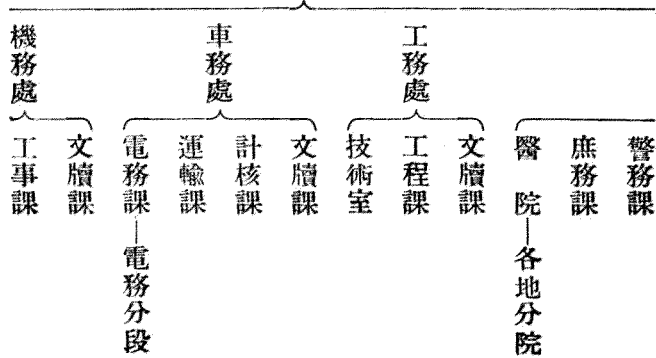 警務課
庶務課
醫院—各地分院
工務處
文牘課
工程課
技術室
車務處
文牘課
計核課
運輸課
電務課—電務分段
機務處
文牘課
工事課